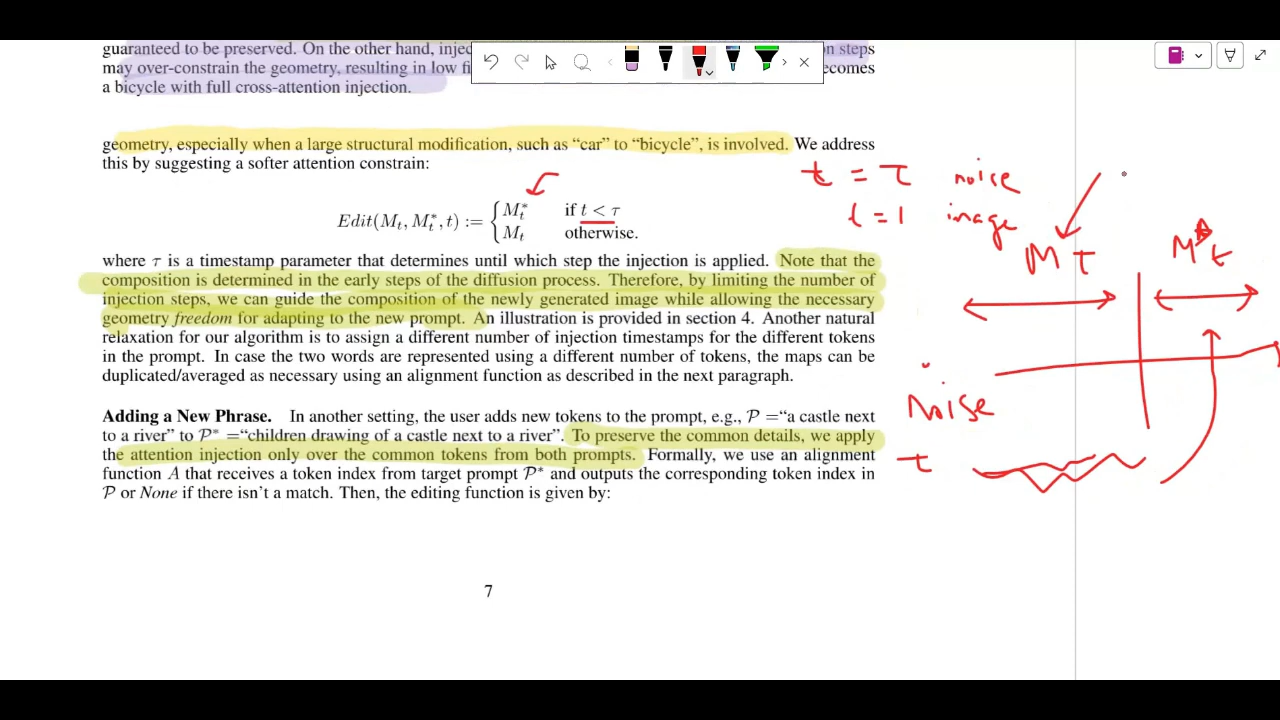 guaranteed to be preserved. On the other hand, injec
on steps
may over-constrain the geometry, resulting in low fi
ecomes
a bicycle with full cross-attention injection.
geometry, especially when a large structural modification, such as “car” to “bicycle”, is involved. We address
this by suggesting a softer attention constrain:
Edit(M_t, M_t^*, t) := { M_t^* if t < τ
M_t otherwise.
where τ is a timestamp parameter that determines until which step the injection is applied. Note that the
composition is determined in the early steps of the diffusion process. Therefore, by limiting the number of
injection steps, we can guide the composition of the newly generated image while allowing the necessary
geometry freedom for adapting to the new prompt. An illustration is provided in section 4. Another natural
relaxation for our algorithm is to assign a different number of injection timestamps for the different tokens
in the prompt. In case the two words are represented using a different number of tokens, the maps can be
duplicated/averaged as necessary using an alignment function as described in the next paragraph.
Adding a New Phrase. In another setting, the user adds new tokens to the prompt, e.g., P =“a castle next
to a river” to P* =“children drawing of a castle next to a river”. To preserve the common details, we apply
the attention injection only over the common tokens from both prompts. Formally, we use an alignment
function A that receives a token index from target prompt P* and outputs the corresponding token index in
P or None if there isn’t a match. Then, the editing function is given by:
7
t = τ noise
t = 1 image
M t
M* t
Noise
t